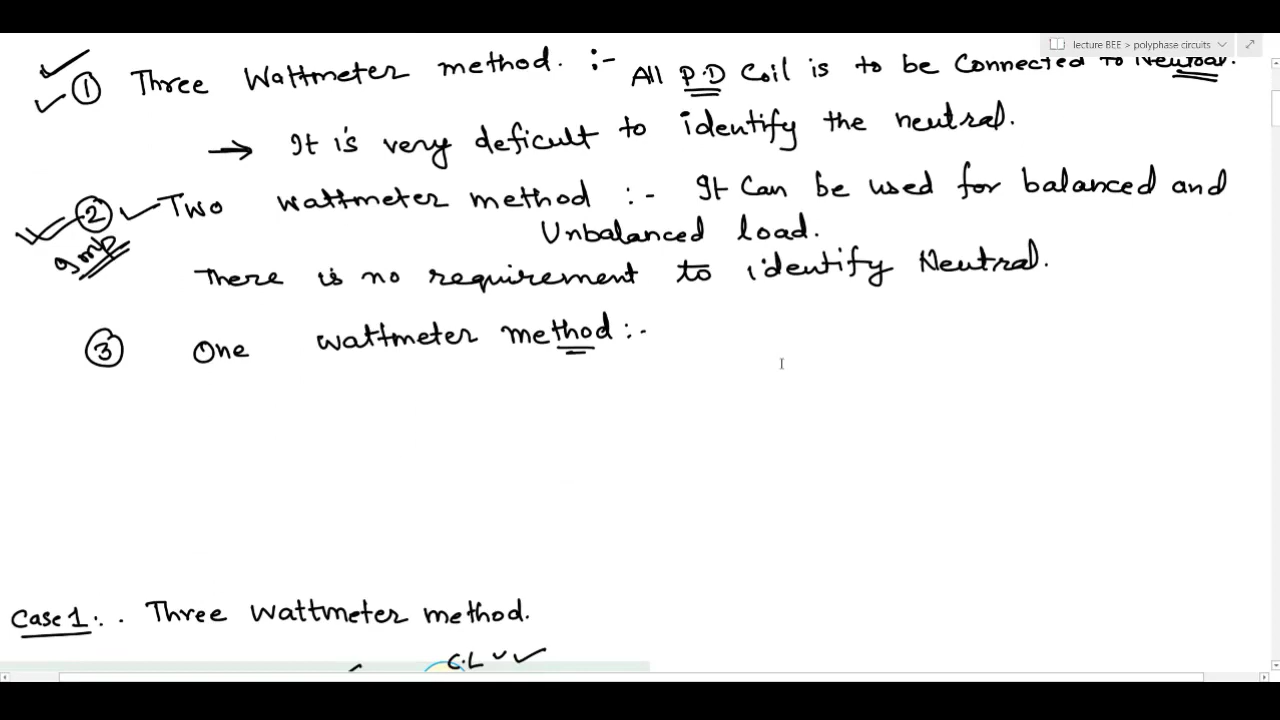 lecture BEE > polyphase circuits
① Three Wattmeter method. :- All P.D Coil is to be Connected to Neutral.
→ It is very deficult to identify the neutral.
② Two wattmeter method :- It Can be used for balanced and
Imp
Unbalanced load.
There is no requirement to identify Neutral.
③ One wattmeter method :-
Case 1:. Three Wattmeter method.
C.L